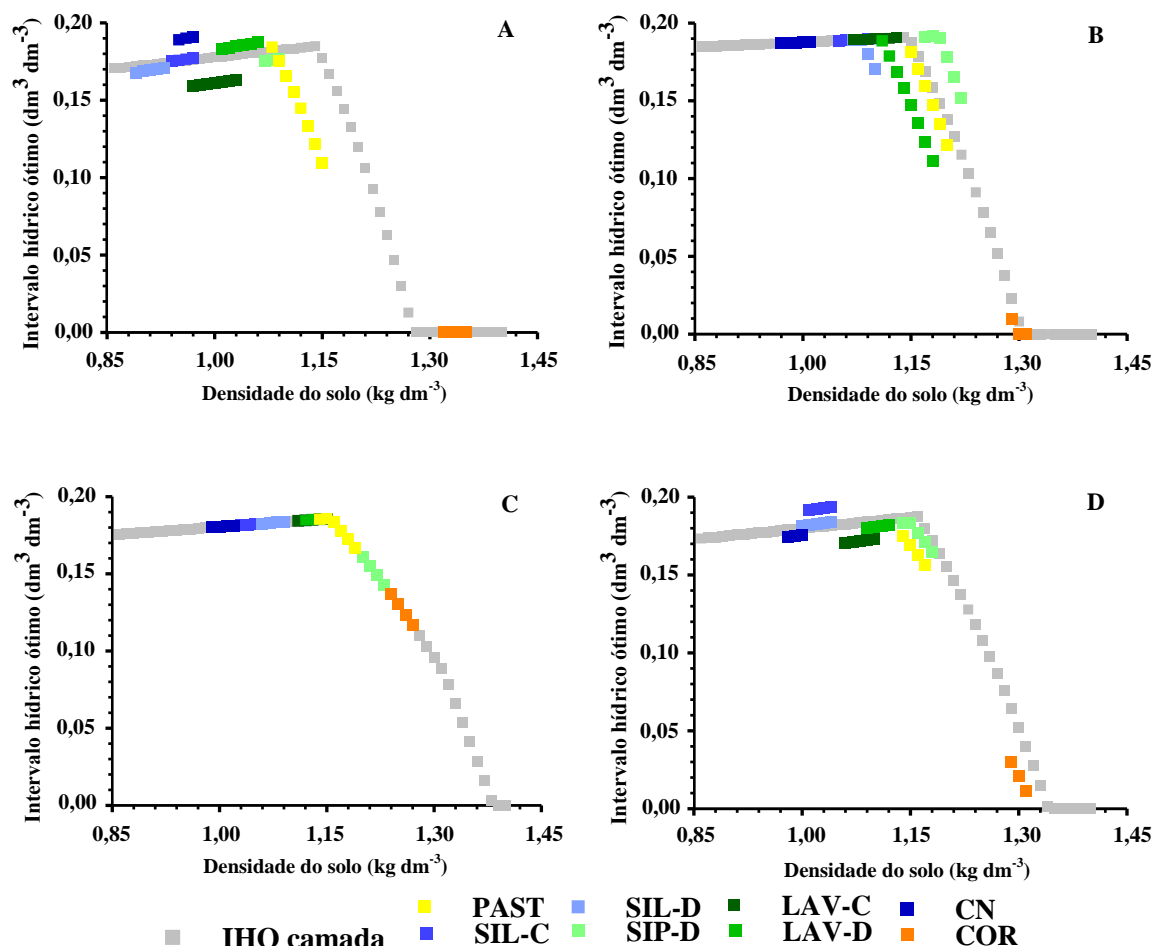 A
Intervalo hídrico ótimo (dm³ dm⁻³)
0,20
0,15
0,10
0,05
0,00
0,85 1,00 1,15 1,30 1,45
Densidade do solo (kg dm⁻³)
B
Intervalo hídrico ótimo (dm³ dm⁻³)
0,20
0,15
0,10
0,05
0,00
0,85 1,00 1,15 1,30 1,45
Densidade do solo (kg dm⁻³)
C
Intervalo hídrico ótimo (dm³ dm⁻³)
0,20
0,15
0,10
0,05
0,00
0,85 1,00 1,15 1,30 1,45
Densidade do solo (kg dm⁻³)
D
Intervalo hídrico ótimo (dm³ dm⁻³)
0,20
0,15
0,10
0,05
0,00
0,85 1,00 1,15 1,30 1,45
Densidade do solo (kg dm⁻³)
PAST SIL-D LAV-C CN
IHO camada SIL-C SIP-D LAV-D COR